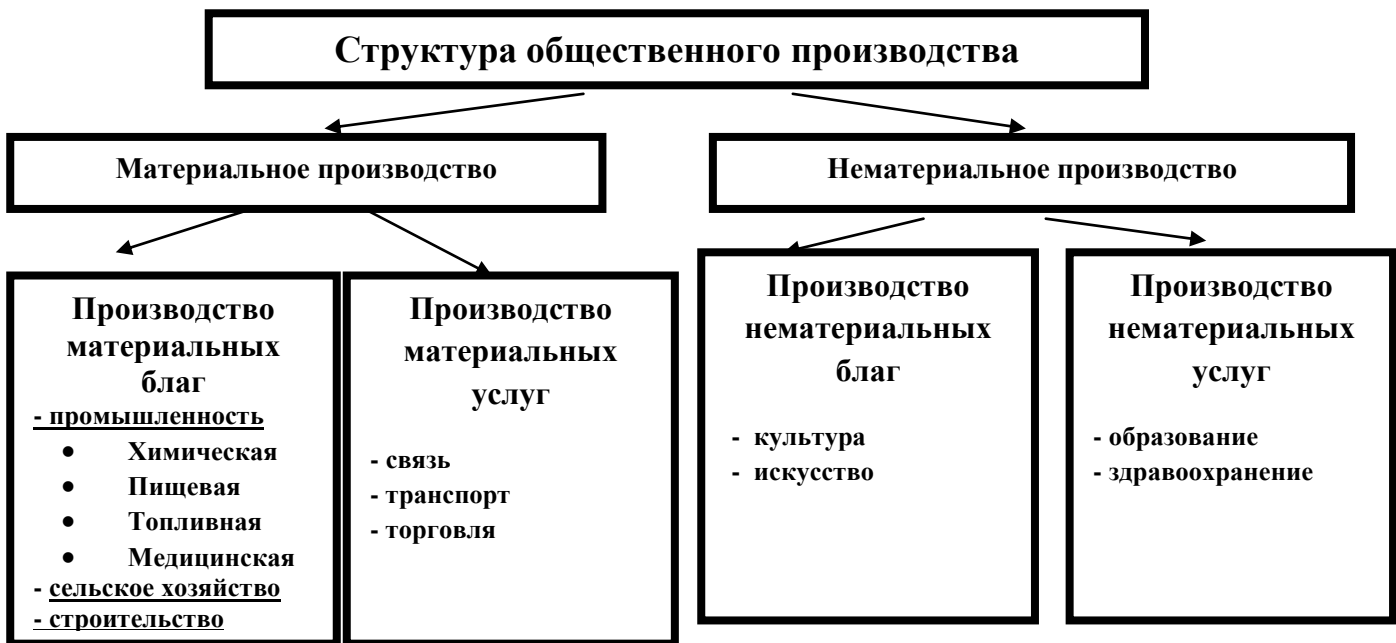 Структура общественного производства
Материальное производство
Нематериальное производство
Производство
материальных
благ
- промышленность
• Химическая
• Пищевая
• Топливная
• Медицинская
- сельское хозяйство
- строительство
Производство
материальных
услуг
- связь
- транспорт
- торговля
Производство
нематериальных
благ
- культура
- искусство
Производство
нематериальных
услуг
- образование
- здравоохранение